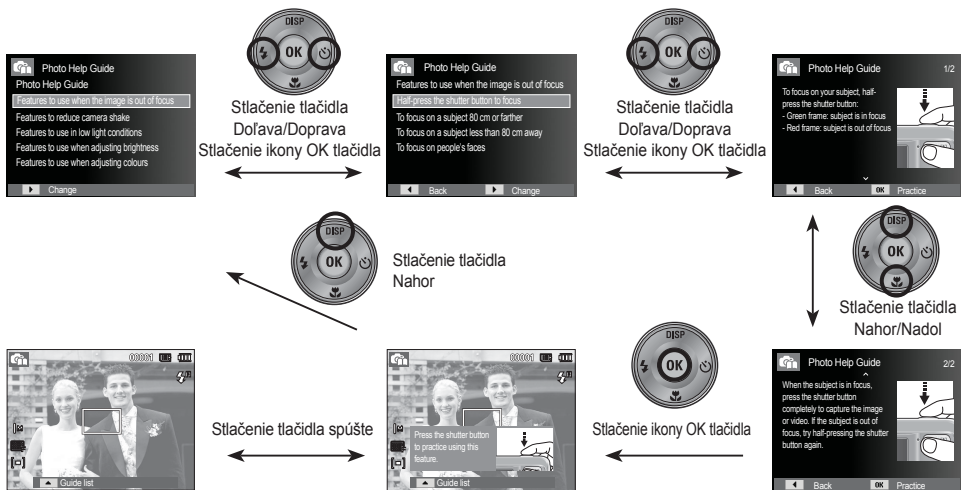 DISP
OK
Stlačenie tlačidla
Doľava/Doprava
Stlačenie ikony OK tlačidla
DISP
OK
Stlačenie tlačidla
Doľava/Doprava
Stlačenie ikony OK tlačidla
Photo Help Guide
Photo Help Guide
Features to use when the image is out of focus
Features to reduce camera shake
Features to use in low light conditions
Features to use when adjusting brightness
Features to use when adjusting colours
Change
Photo Help Guide
Features to use when the image is out of focus
Half-press the shutter button to focus
To focus on a subject 80 cm or farther
To focus on a subject less than 80 cm away
To focus on people's faces
Back Change
Photo Help Guide 1/2
To focus on your subject, half-
press the shutter button:
- Green frame: subject is in focus
- Red frame: subject is out of focus
Back OK Practice
DISP
OK
Stlačenie tlačidla
Nahor
DISP
OK
Stlačenie tlačidla
Nahor/Nadol
00001
Guide list
Stlačenie tlačidla spúšte
00001
Press the shutter button
to practice using this
feature.
Guide list
DISP
OK
Stlačenie ikony OK tlačidla
Photo Help Guide 2/2
When the subject is in focus,
press the shutter button
completely to capture the image
or video. If the subject is out of
focus, try half-pressing the shutter
button again.
Back OK Practice